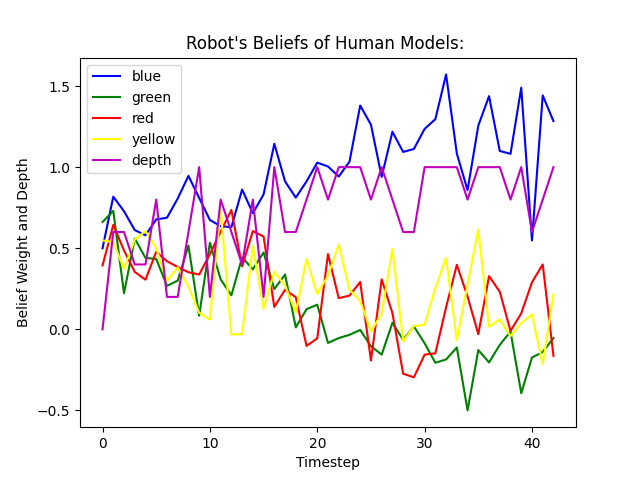 Robot's Beliefs of Human Models:
blue
green
red
yellow
depth
1.5
1.0
0.5
0.0
−0.5
Belief Weight and Depth
0 10 20 30 40
Timestep